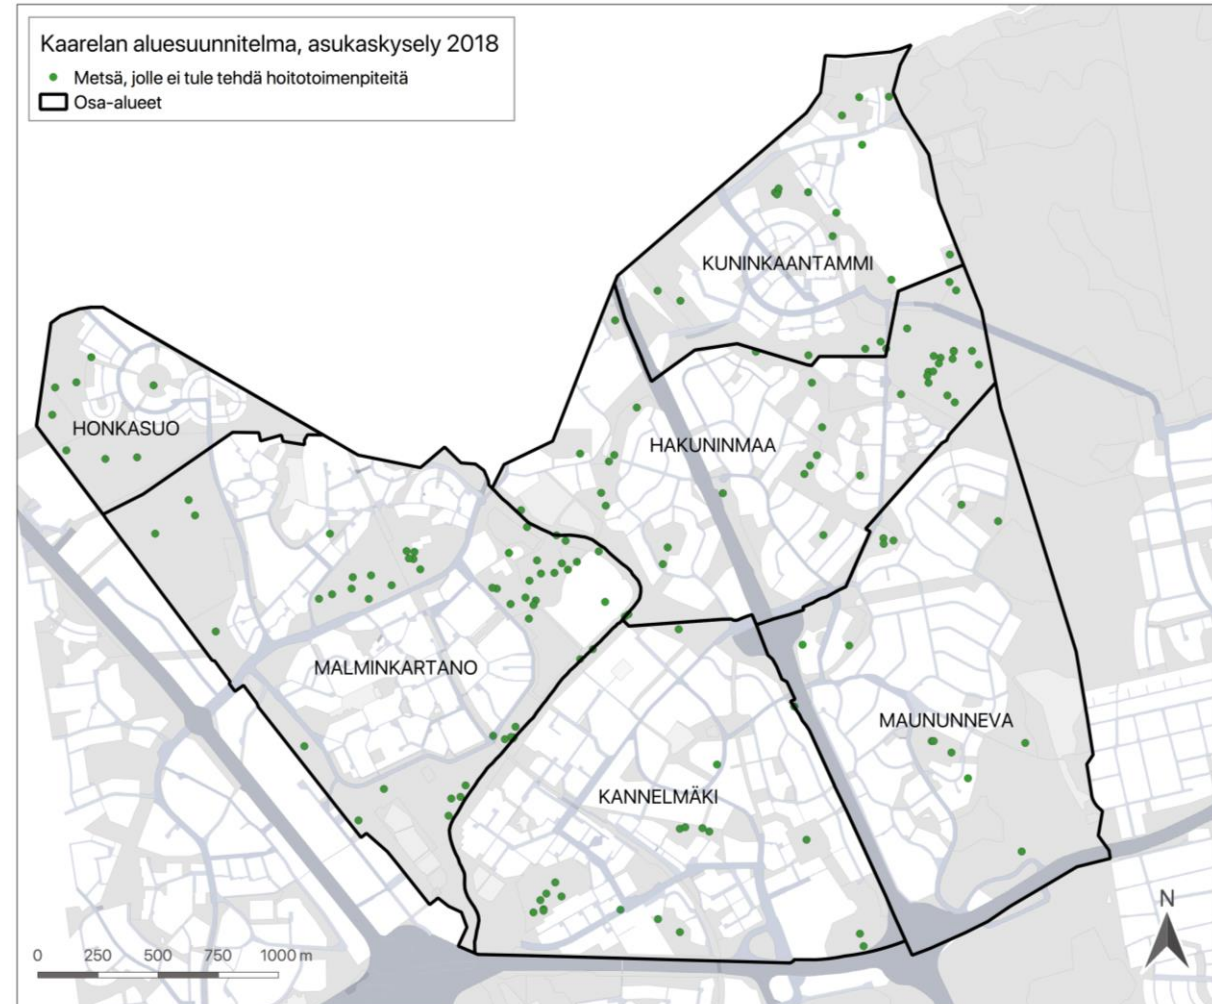 Kaarelan aluesuunnitelma, asukaskysely 2018
Metsä, jolle ei tule tehdä hoitotoimenpiteitä
Osa-alueet
KUNINKAANTAMMI
HONKASUO
HAKUNINMAA
MALMINKARTANO
MAUNUNNEVA
KANNELMÄKI
N
0 250 500 750 1000 m